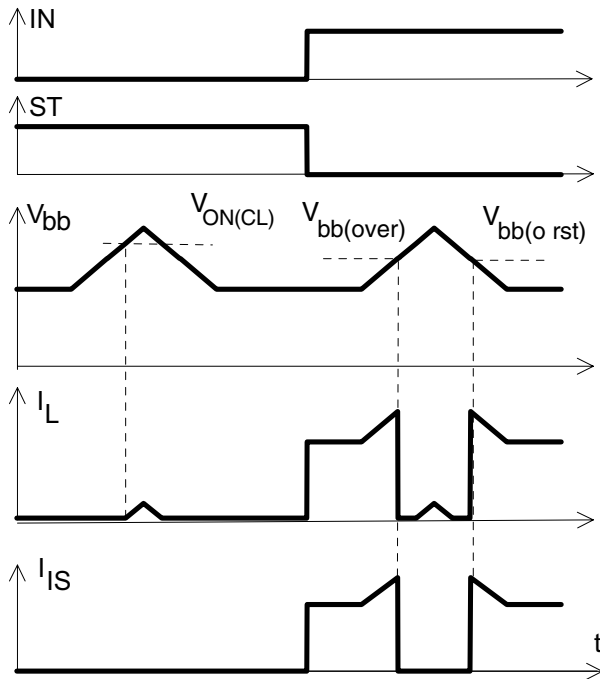 IN
ST
Vbb
VON(CL)
Vbb(over)
Vbb(o rst)
IL
IIS
t